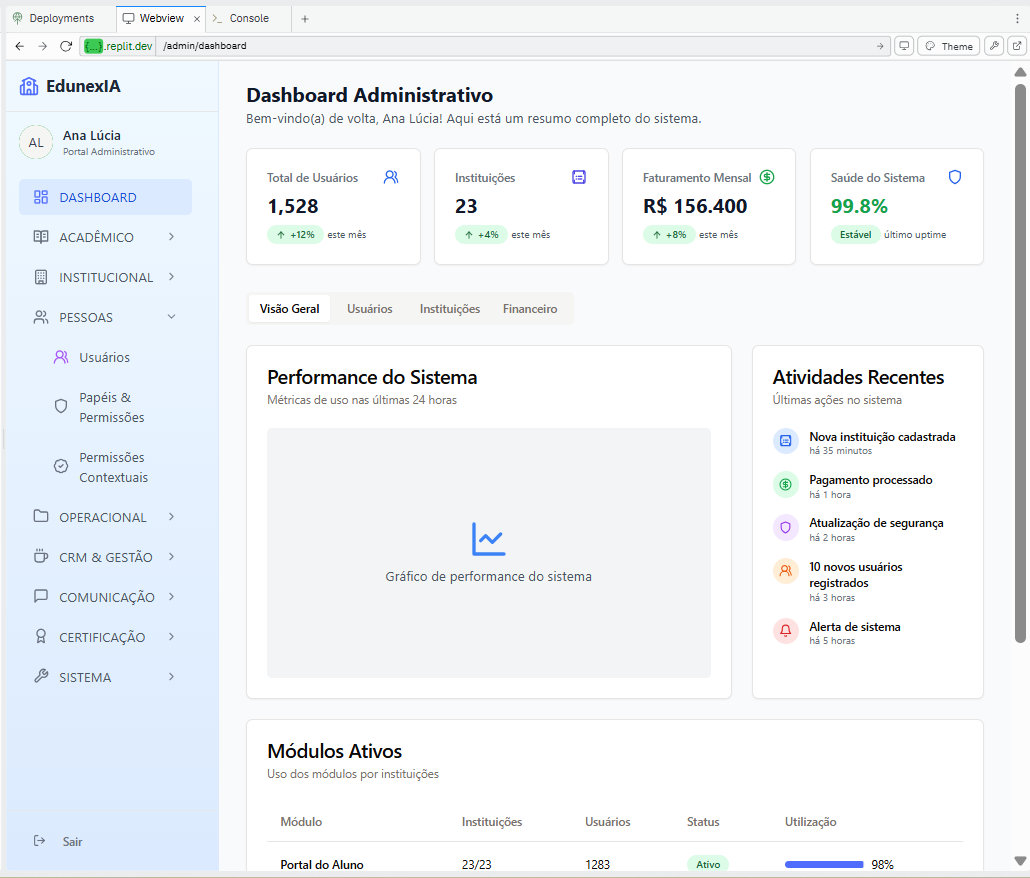 Deployments
Webview
Console
{...}.replit.dev /admin/dashboard
Theme
EdunexIA
AL
Ana Lúcia
Portal Administrativo
DASHBOARD
ACADÊMICO
INSTITUCIONAL
PESSOAS
Usuários
Papéis &
Permissões
Permissões
Contextuais
OPERACIONAL
CRM & GESTÃO
COMUNICAÇÃO
CERTIFICAÇÃO
SISTEMA
Sair
Dashboard Administrativo
Bem-vindo(a) de volta, Ana Lúcia! Aqui está um resumo completo do sistema.
Total de Usuários
1,528
+12% este mês
Instituições
23
+4% este mês
Faturamento Mensal
R$ 156.400
+8% este mês
Saúde do Sistema
99.8%
Estável último uptime
Visão Geral
Usuários
Instituições
Financeiro
Performance do Sistema
Métricas de uso nas últimas 24 horas
Gráfico de performance do sistema
Atividades Recentes
Últimas ações no sistema
Nova instituição cadastrada
há 35 minutos
Pagamento processado
há 1 hora
Atualização de segurança
há 2 horas
10 novos usuários
registrados
há 3 horas
Alerta de sistema
há 5 horas
Módulos Ativos
Uso dos módulos por instituições
Módulo Instituições Usuários Status Utilização
Portal do Aluno 23/23 1283 Ativo 98%